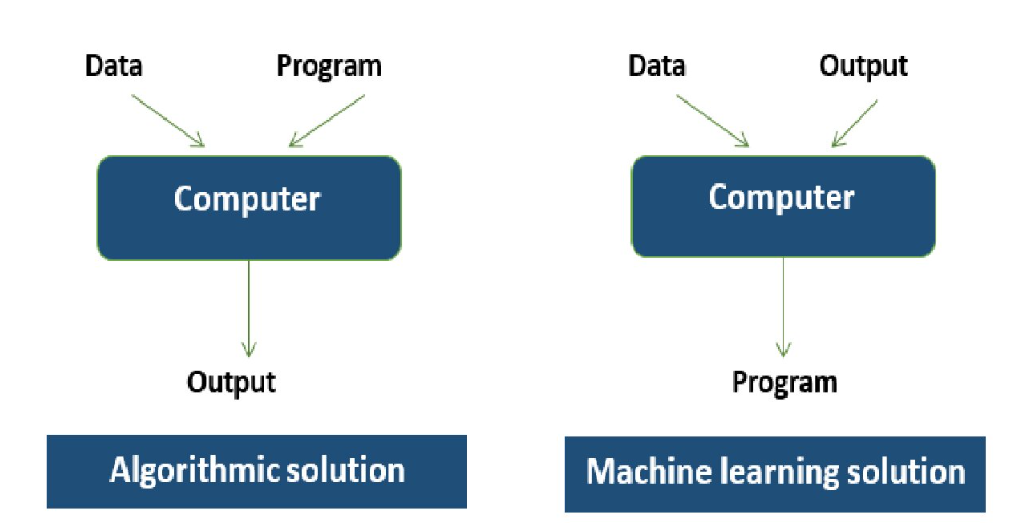 Data Program
Computer
Output
Algorithmic solution
Data Output
Computer
Program
Machine learning solution